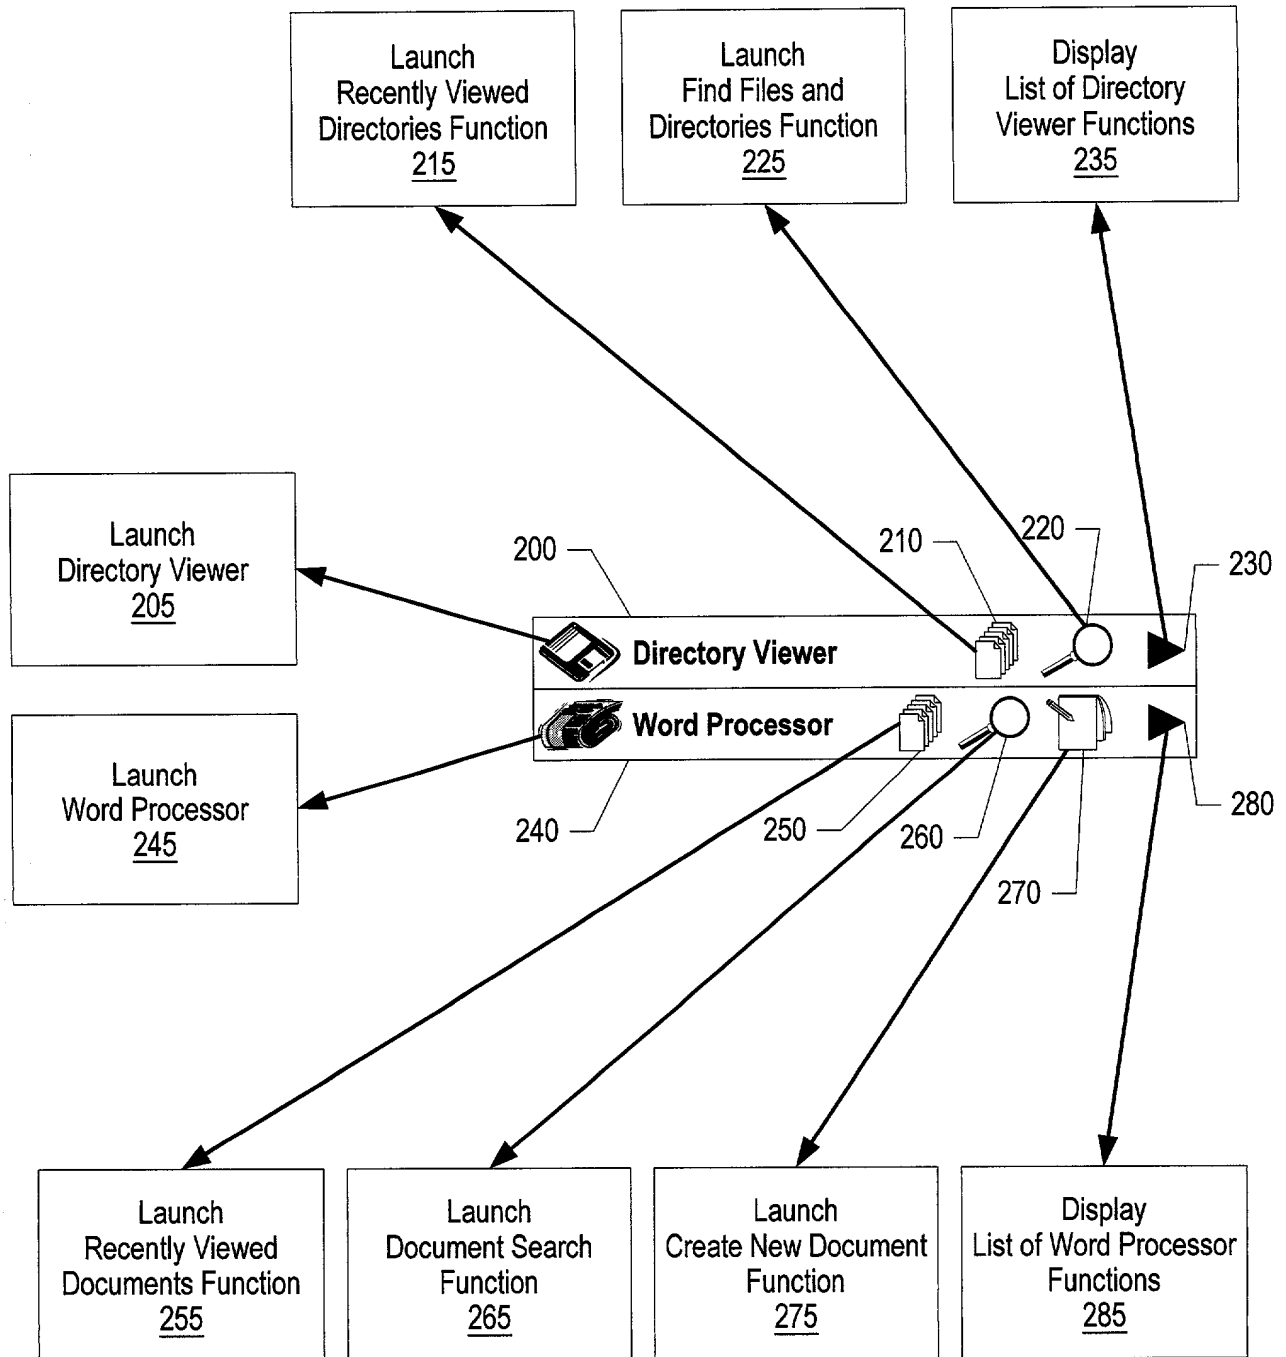 Launch
Recently Viewed
Directories Function
215
Launch
Find Files and
Directories Function
225
Display
List of Directory
Viewer Functions
235
Launch
Directory Viewer
205
200
210
220
230
Directory Viewer
Word Processor
Launch
Word Processor
245
240
250
260
270
280
Launch
Recently Viewed
Documents Function
255
Launch
Document Search
Function
265
Launch
Create New Document
Function
275
Display
List of Word Processor
Functions
285